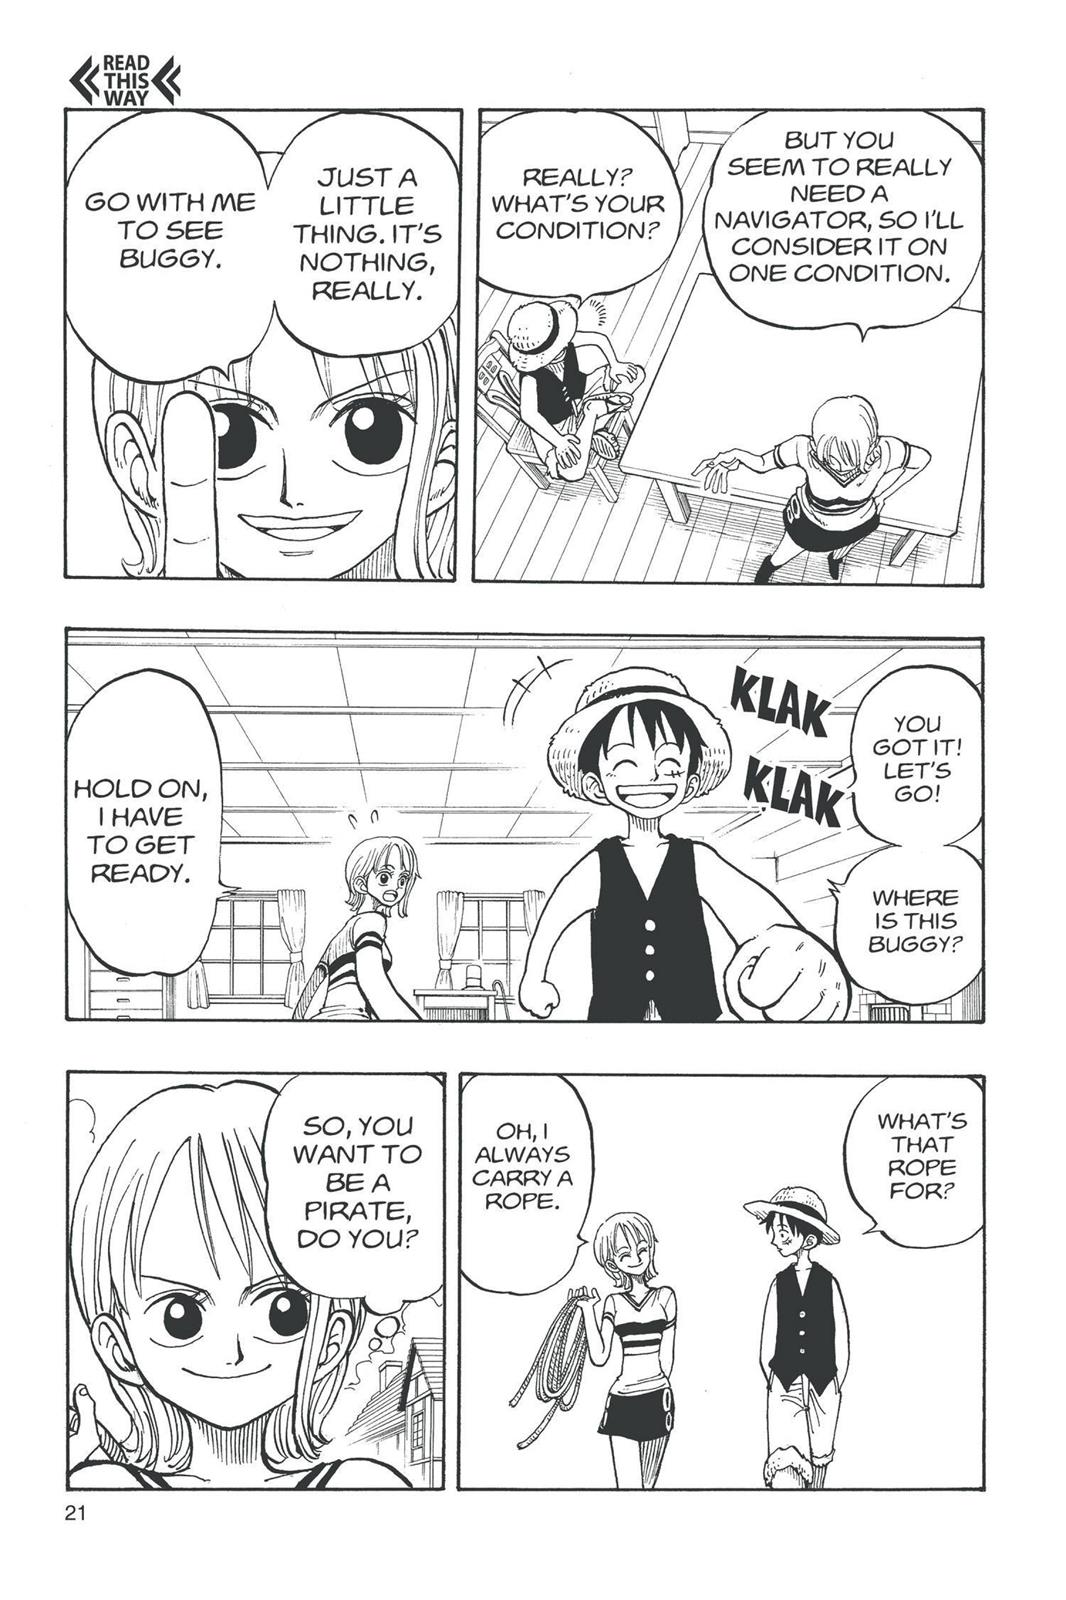 READ
THIS
WAY
BUT YOU
SEEM TO REALLY
NEED A
NAVIGATOR, SO I'LL
CONSIDER IT ON
ONE CONDITION.
REALLY?
WHAT'S YOUR
CONDITION?
JUST A
LITTLE
THING. IT'S
NOTHING,
REALLY.
GO WITH ME
TO SEE
BUGGY.
YOU
GOT IT!
LET'S
GO!
WHERE
IS THIS
BUGGY?
KLAK
KLAK
HOLD ON,
I HAVE
TO GET
READY.
WHAT'S
THAT
ROPE
FOR?
OH, I
ALWAYS
CARRY A
ROPE.
SO, YOU
WANT TO
BE A
PIRATE,
DO YOU?
21